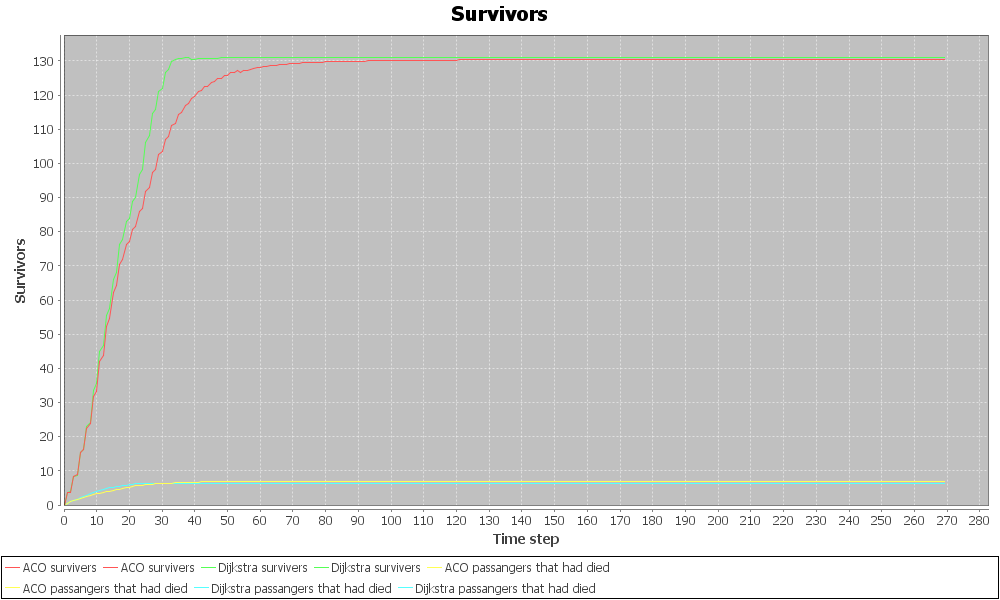 Survivors
130
120
110
100
90
80
70
60
50
40
30
20
10
0
Survivors
0 10 20 30 40 50 60 70 80 90 100 110 120 130 140 150 160 170 180 190 200 210 220 230 240 250 260 270 280
Time step
ACO survivers ACO survivers Dijkstra survivers Dijkstra survivers ACO passangers that had died
ACO passangers that had died Dijkstra passangers that had died Dijkstra passangers that had died